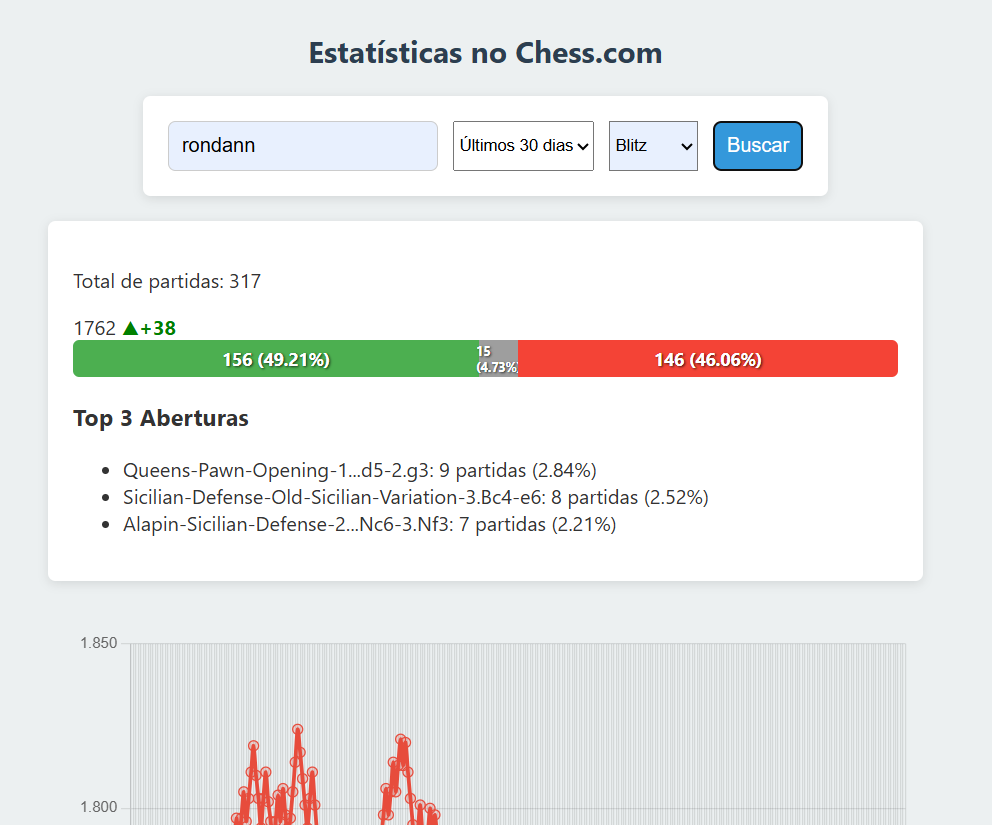 Estatísticas no Chess.com
rondann
Últimos 30 dias
Blitz
Buscar
Total de partidas: 317
1762 ▲+38
156 (49.21%)
15
(4.73%)
146 (46.06%)
Top 3 Aberturas
Queens-Pawn-Opening-1...d5-2.g3: 9 partidas (2.84%)
Sicilian-Defense-Old-Sicilian-Variation-3.Bc4-e6: 8 partidas (2.52%)
Alapin-Sicilian-Defense-2...Nc6-3.Nf3: 7 partidas (2.21%)
1.850
1.800